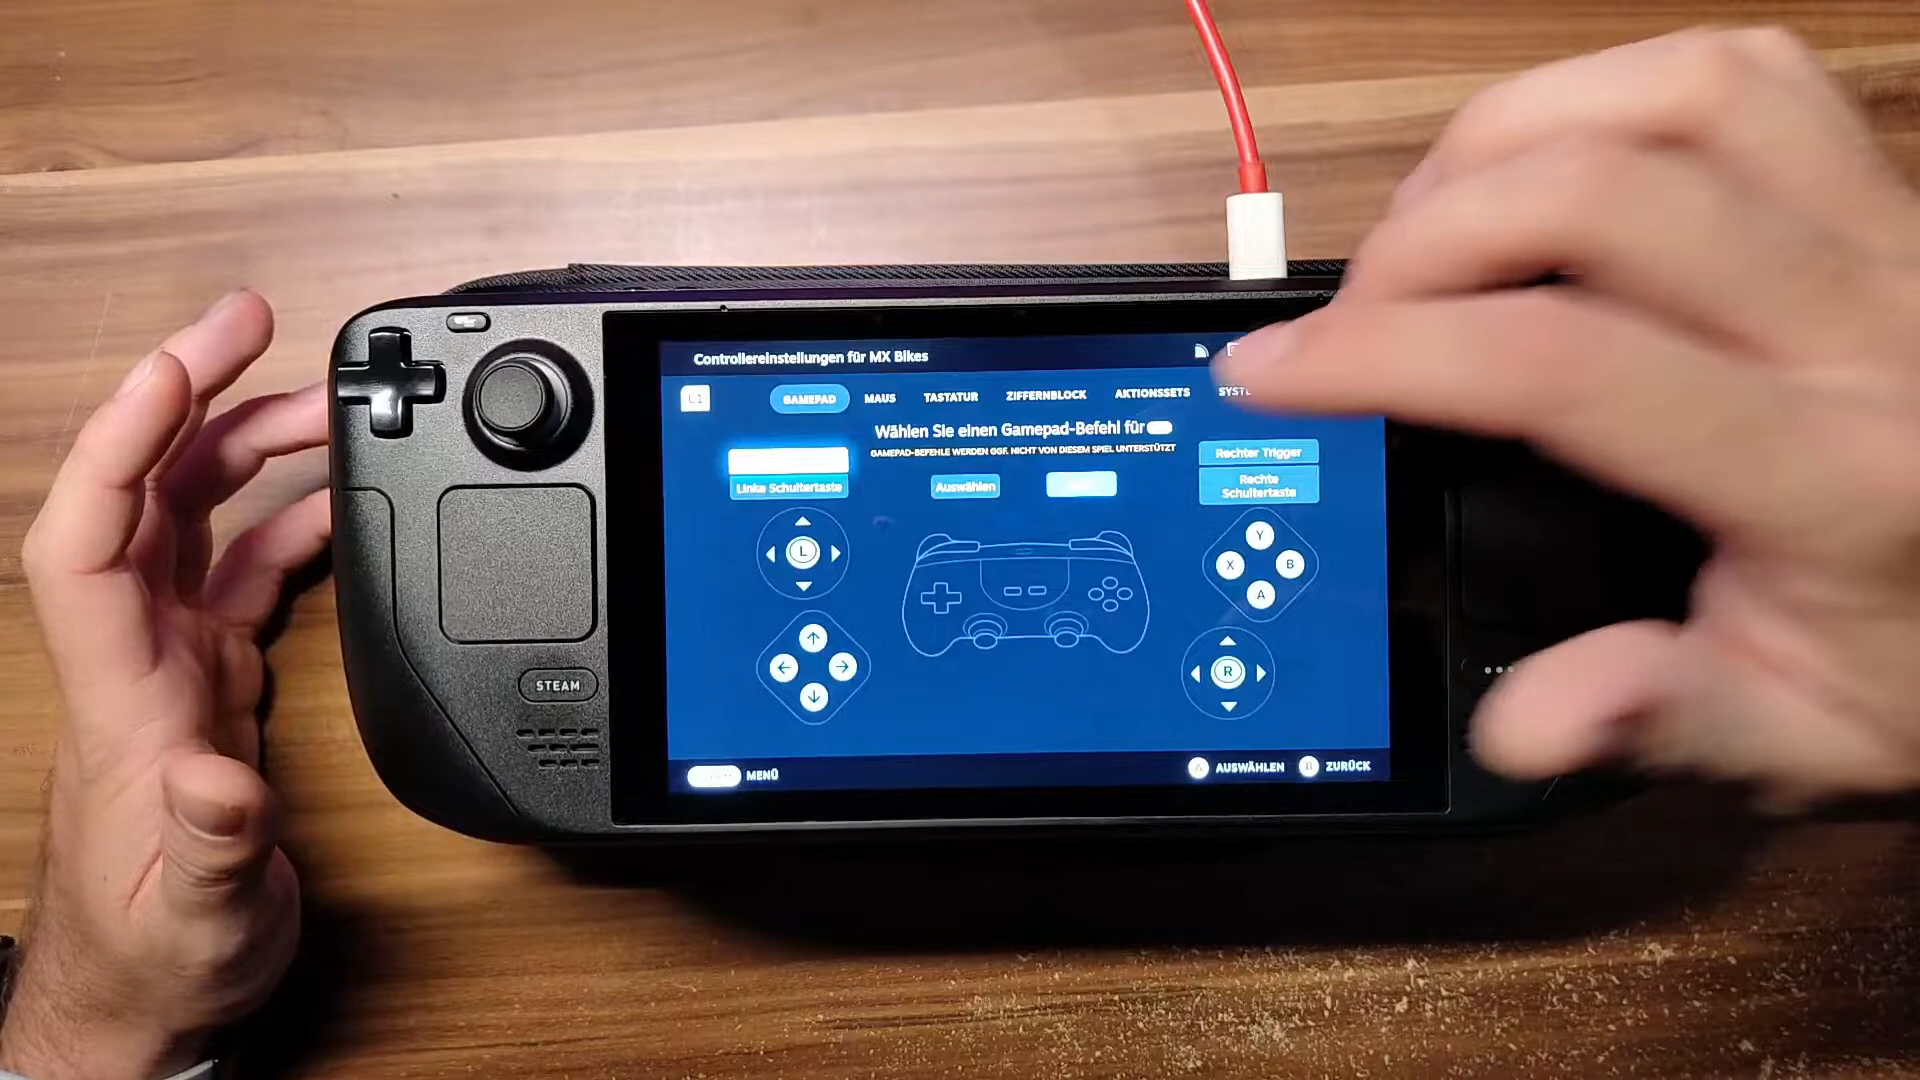 Controllereinstellungen für MX Bikes
L1
GAMEPAD MAUS TASTATUR ZIFFERNBLOCK AKTIONSSETS
Wählen Sie einen Gamepad-Befehl für
GAMEPAD-BEFEHLE WERDEN GGF. NICHT VON DIESEM SPIEL UNTERSTÜTZT
Rechter Trigger
Linke Schultertaste
Auswählen
Rechte
Schultertaste
L
Y
X
B
A
R
STEAM
MENÜ
A AUSWÄHLEN
B ZURÜCK